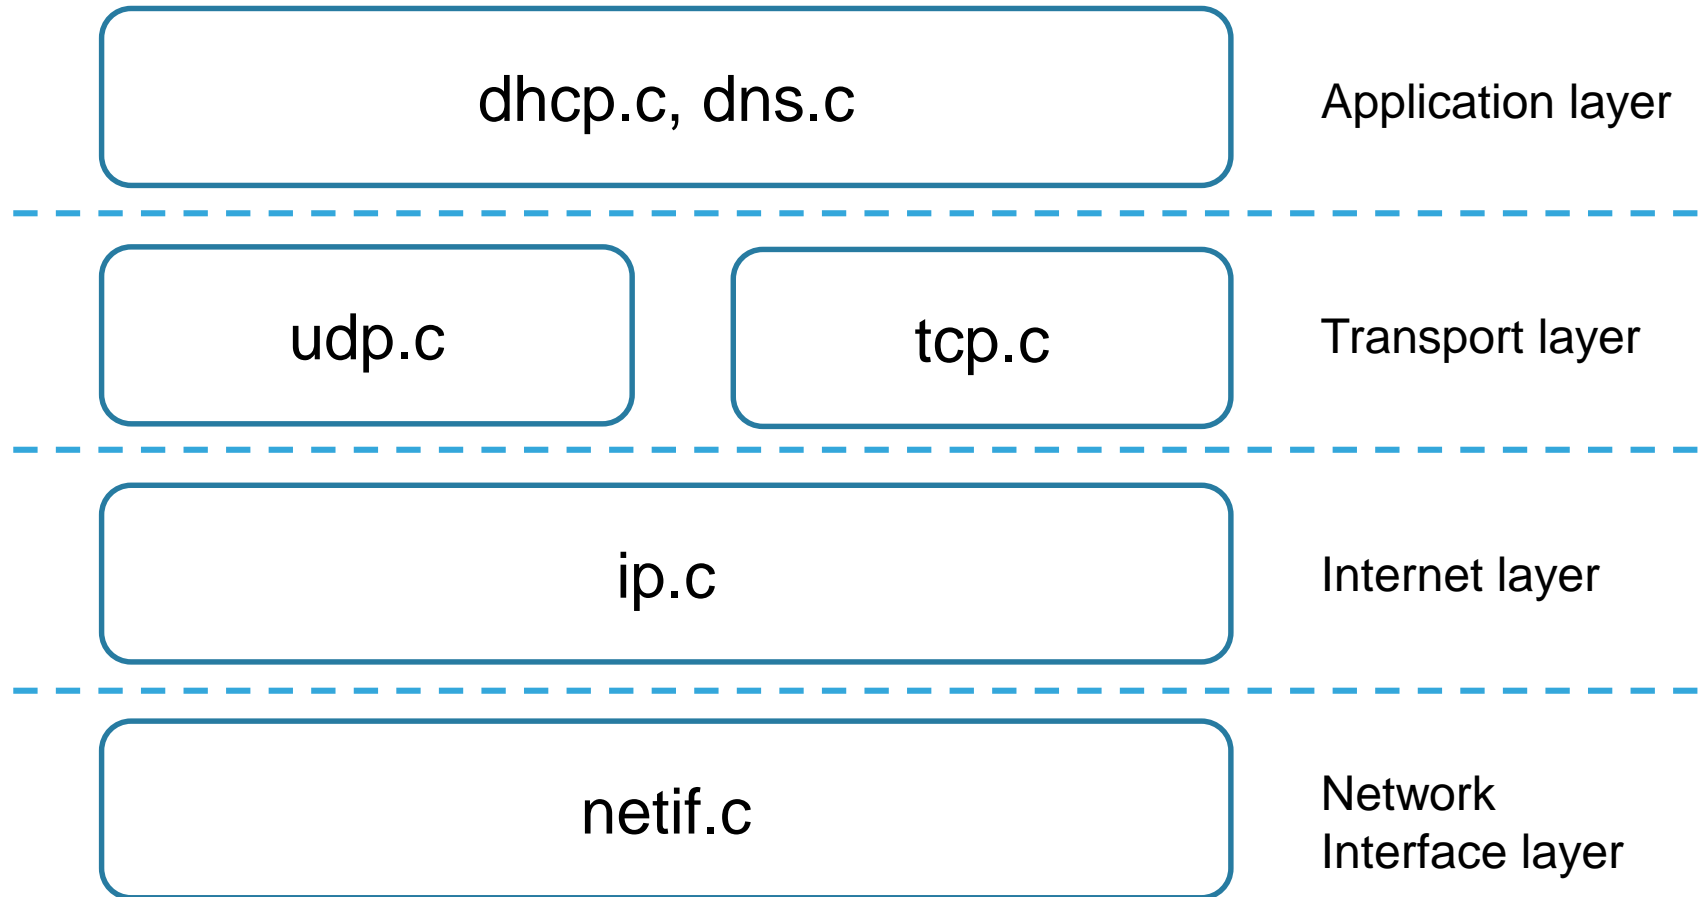 dhcp.c, dns.c
Application layer
udp.c
tcp.c
Transport layer
ip.c
Internet layer
netif.c
Network
Interface layer